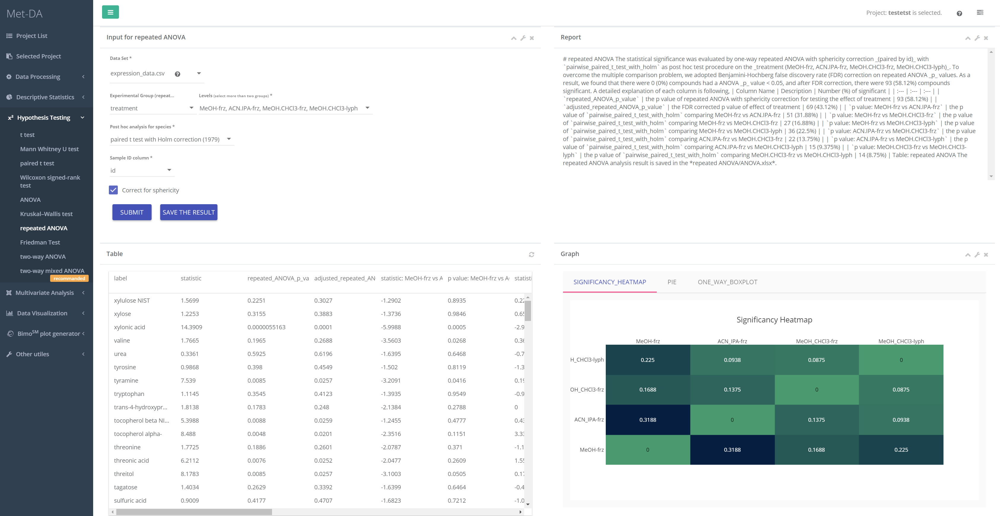 Met-DA
Project: testetst is selected.
Project List
Selected Project
Data Processing
Descriptive Statistics
x² Hypothesis Testing
t test
Mann Whitney U test
paired t test
Wilcoxon signed-rank
test
ANOVA
Kruskal–Wallis test
repeated ANOVA
Friedman Test
two-way ANOVA
two-way mixed ANOVA
recommanded
Multivariate Analysis
Data Visualization
Bimo SM plot generator
Other utiles
Input for repeated ANOVA
Data Set *
expression_data.csv
Experimental Group (repeat... Levels (select more than two groups) *
treatment MeOH-frz, ACN.IPA-frz, MeOH.CHCl3-frz, MeOH.CHCl3-lyph
Post hoc analysis for species *
paired t test with Holm correction (1979)
Sample ID column *
id
Correct for sphericity
SUBMIT SAVE THE RESULT
Report
# repeated ANOVA The statistical significance was evaluated by one-way repeated ANOVA with sphericity correction _(paired by id)_ with
`pairwise_paired_t_test_with_holm` as post hoc test procedure on the _treatment (MeOH-frz, ACN.IPA-frz, MeOH.CHCl3-frz, MeOH.CHCl3-lyph)_. To
overcome the multiple comparison problem, we adopted Benjamini-Hochberg false discovery rate (FDR) correction on repeated ANOVA _p_ values. As a
result, we found that there were 0 (0%) compounds had a ANOVA _p_ value < 0.05, and after FDR correction, there were 93 (58.12%) compounds
significant. A detailed explanation of each column is following, | Column Name | Description | Number (%) of significant | | :--- | :--- | :--- | |
`repeated_ANOVA_p_value` | the p value of repeated ANOVA with sphericity correction for testing the effect of treatment | 93 (58.12%) | |
`adjusted_repeated_ANOVA_p_value` | the FDR corrected p value of effect of treatment | 69 (43.12%) | | `p value: MeOH-frz vs ACN.IPA-frz` | the p
value of `pairwise_paired_t_test_with_holm` comparing MeOH-frz vs ACN.IPA-frz | 51 (31.88%) | | `p value: MeOH-frz vs MeOH.CHCl3-frz` | the p value
of `pairwise_paired_t_test_with_holm` comparing MeOH-frz vs MeOH.CHCl3-frz | 27 (16.88%) | | `p value: MeOH-frz vs MeOH.CHCl3-lyph` | the p value
of `pairwise_paired_t_test_with_holm` comparing MeOH-frz vs MeOH.CHCl3-lyph | 36 (22.5%) | | `p value: ACN.IPA-frz vs MeOH.CHCl3-frz` | the p value
of `pairwise_paired_t_test_with_holm` comparing ACN.IPA-frz vs MeOH.CHCl3-frz | 22 (13.75%) | | `p value: ACN.IPA-frz vs MeOH.CHCl3-lyph` | the p
value of `pairwise_paired_t_test_with_holm` comparing ACN.IPA-frz vs MeOH.CHCl3-lyph | 15 (9.375%) | | `p value: MeOH.CHCl3-frz vs MeOH.CHCl3-
lyph` | the p value of `pairwise_paired_t_test_with_holm` comparing MeOH.CHCl3-frz vs MeOH.CHCl3-lyph | 14 (8.75%) | Table: repeated ANOVA The
repeated ANOVA analysis result is saved in the *repeated ANOVA/ANOVA.xlsx*.
Table
label statistic repeated_ANOVA_p_va adjusted_repeated_AN statistic: MeOH-frz vs A p value: MeOH-frz vs A statisti
xylulose NIST 1.5699 0.2251 0.3027 -1.2902 0.8935 0.22
xylose 1.2253 0.3155 0.3883 -1.3736 0.9846 0.65
xylonic acid 14.3909 0.0000055163 0.0001 -5.9988 0.0005 -2.9
valine 1.7665 0.1965 0.2688 -3.5603 0.0268 0.36
urea 0.3361 0.5925 0.6196 -1.6395 0.6468 -0.7
tyrosine 0.9868 0.398 0.4549 -1.502 0.8119 -1.3
tyramine 7.539 0.0085 0.0257 -3.2091 0.0416 0.19
tryptophan 1.1145 0.3545 0.4123 -1.3935 0.9549 -0.9
trans-4-hydroxypr... 1.8138 0.1783 0.248 -2.1384 0.2788 0
tocopherol beta NI... 5.3988 0.0088 0.0259 -1.2455 0.4777 0.43
tocopherol alpha- 8.488 0.0048 0.0201 -2.3516 0.1151 3.33
threonine 1.7725 0.1886 0.2601 -2.0787 0.371 -1.1
threonic acid 6.2112 0.0076 0.0252 -2.0477 0.2609 1.55
threitol 8.1783 0.0085 0.0257 -3.1003 0.0505 0.17
tagatose 1.4034 0.2629 0.3392 -1.6399 0.6464 -0.4
sulfuric acid 0.9009 0.4177 0.4707 -1.6823 0.7212 -1.0
Graph
SIGNIFICANCY_HEATMAP PIE ONE_WAY_BOXPLOT
Significancy Heatmap
MeOH-frz ACN_IPA-frz MeOH_CHCl3-frz MeOH_CHCl3-lyph
H_CHCl3-lyph 0.225 0.0938 0.0875 0
OH_CHCl3-frz 0.1688 0.1375 0 0.0875
ACN_IPA-frz 0.3188 0 0.1375 0.0938
MeOH-frz 0 0.3188 0.1688 0.225